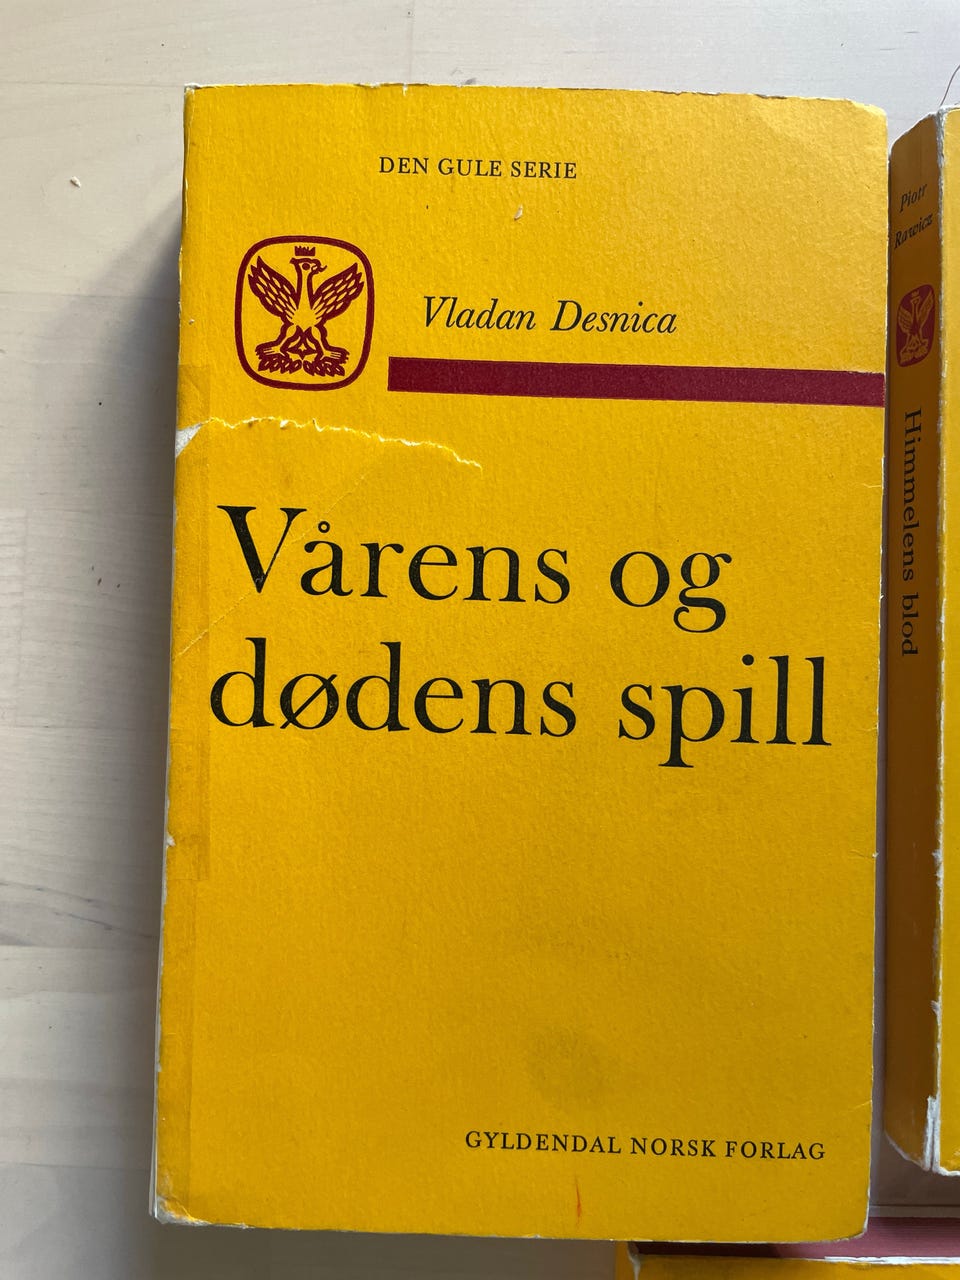 DEN GULE SERIE
Vladan Desnica
Vårens og
dødens spill
GYLDENDAL NORSK FORLAG
Piotr
Rawicz
Himmelens blod